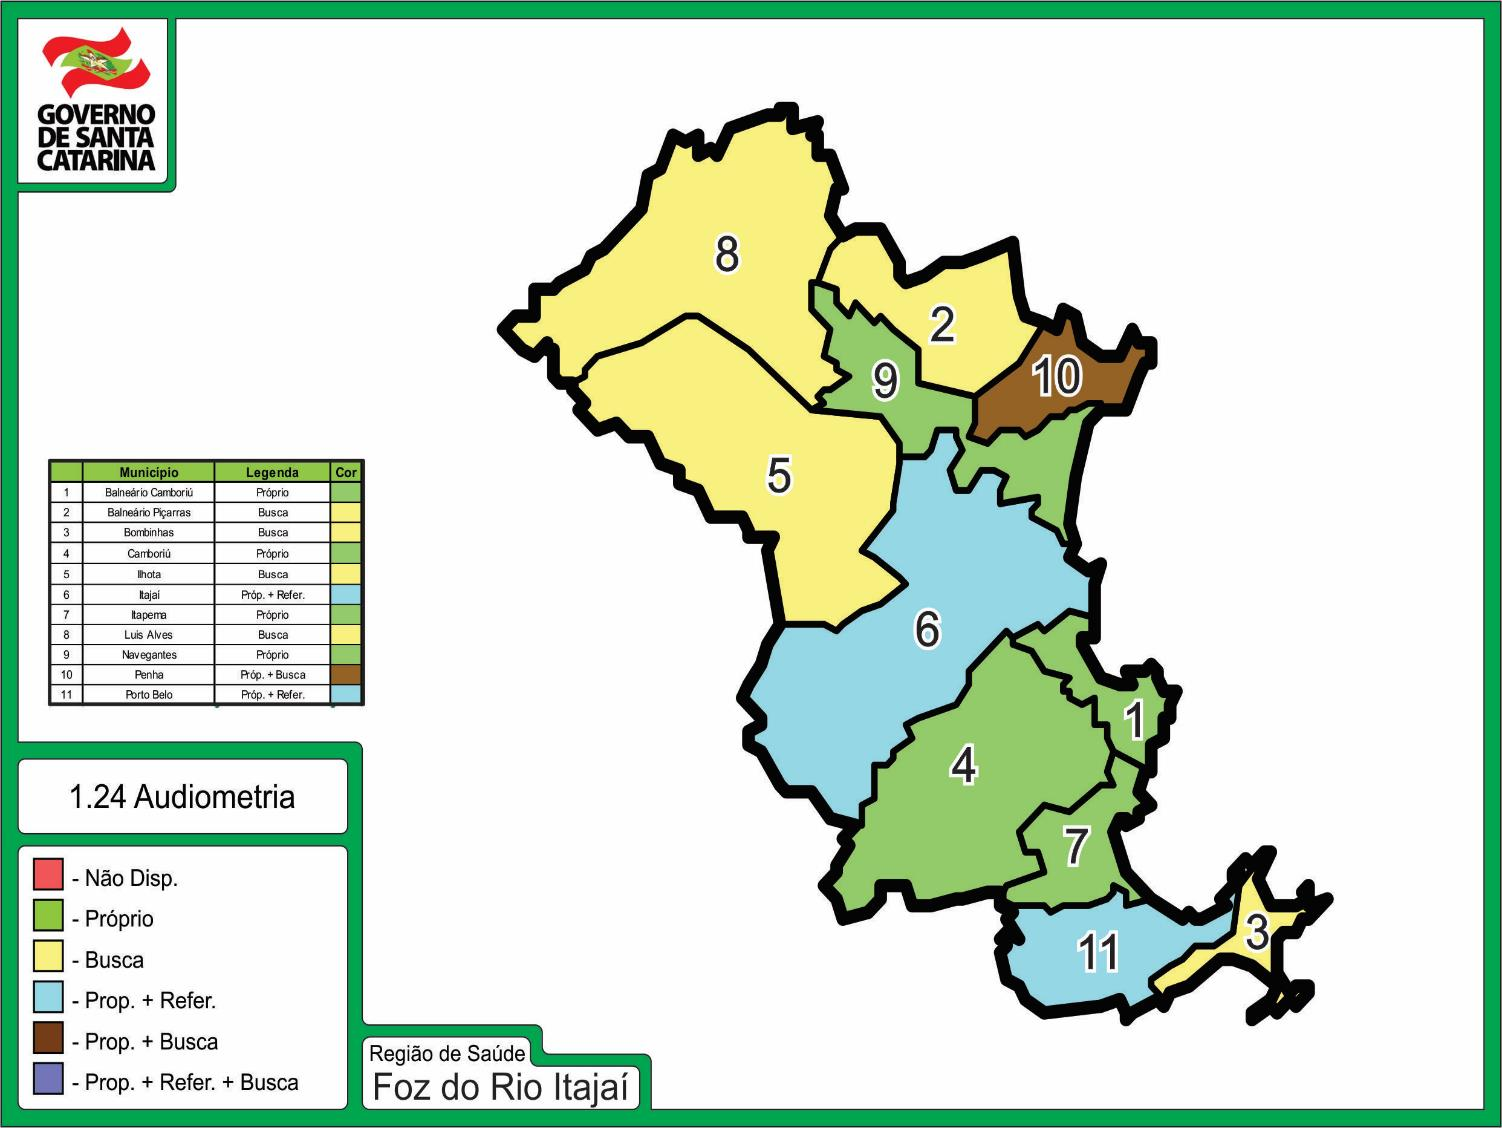 GOVERNO
DE SANTA
CATARINA
8
2
10
9
5
6
1
4
7
3
11
Município Legenda Cor
1 Balneário Camboriú Próprio
2 Balneário Piçarras Busca
3 Bombinhas Busca
4 Camboriú Próprio
5 Ilhota Busca
6 Itajaí Próp. + Refer.
7 Itapema Próprio
8 Luis Alves Busca
9 Navegantes Próprio
10 Penha Próp. + Busca
11 Porto Belo Próp. + Refer.
1.24 Audiometria
- Não Disp.
- Próprio
- Busca
- Prop. + Refer.
- Prop. + Busca
- Prop. + Refer. + Busca
Região de Saúde
Foz do Rio Itajaí